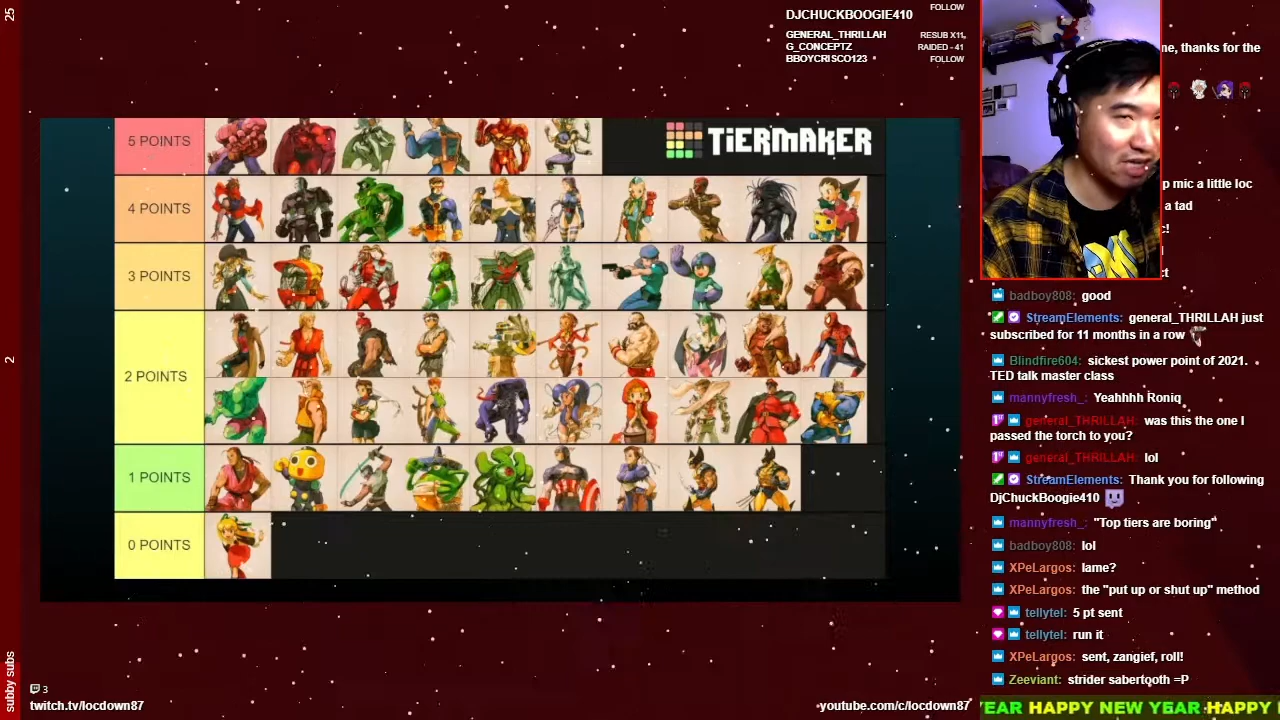 25
2
subby subs
DJCHUCKBOOGIE410
FOLLOW
GENERAL_THRILLAH RESUB X11
G_CONCEPTZ RAIDED - 41
BBOYCRISCO123 FOLLOW
5 POINTS
TiERMAKER
4 POINTS
3 POINTS
2 POINTS
1 POINTS
0 POINTS
3
twitch.tv/locdown87
youtube.com/c/locdown87
ne, thanks for the
p mic a little loc
a tad
badboy808: good
StreamElements: general_THRILLAH just
subscribed for 11 months in a row
Blindfire604: sickest power point of 2021.
TED talk master class
mannyfresh_: Yeahhhh Roniq
general_THRILLAH: was this the one I
passed the torch to you?
general_THRILLAH: lol
StreamElements: Thank you for following
DjChuckBoogie410
mannyfresh_: "Top tiers are boring"
badboy808: lol
XPeLargos: lame?
XPeLargos: the "put up or shut up" method
tellytel: 5 pt sent
tellytel: run it
XPeLargos: sent, zangief, roll!
Zeeviant: strider sabertooth =P
YEAR HAPPY NEW YEAR HAPPY